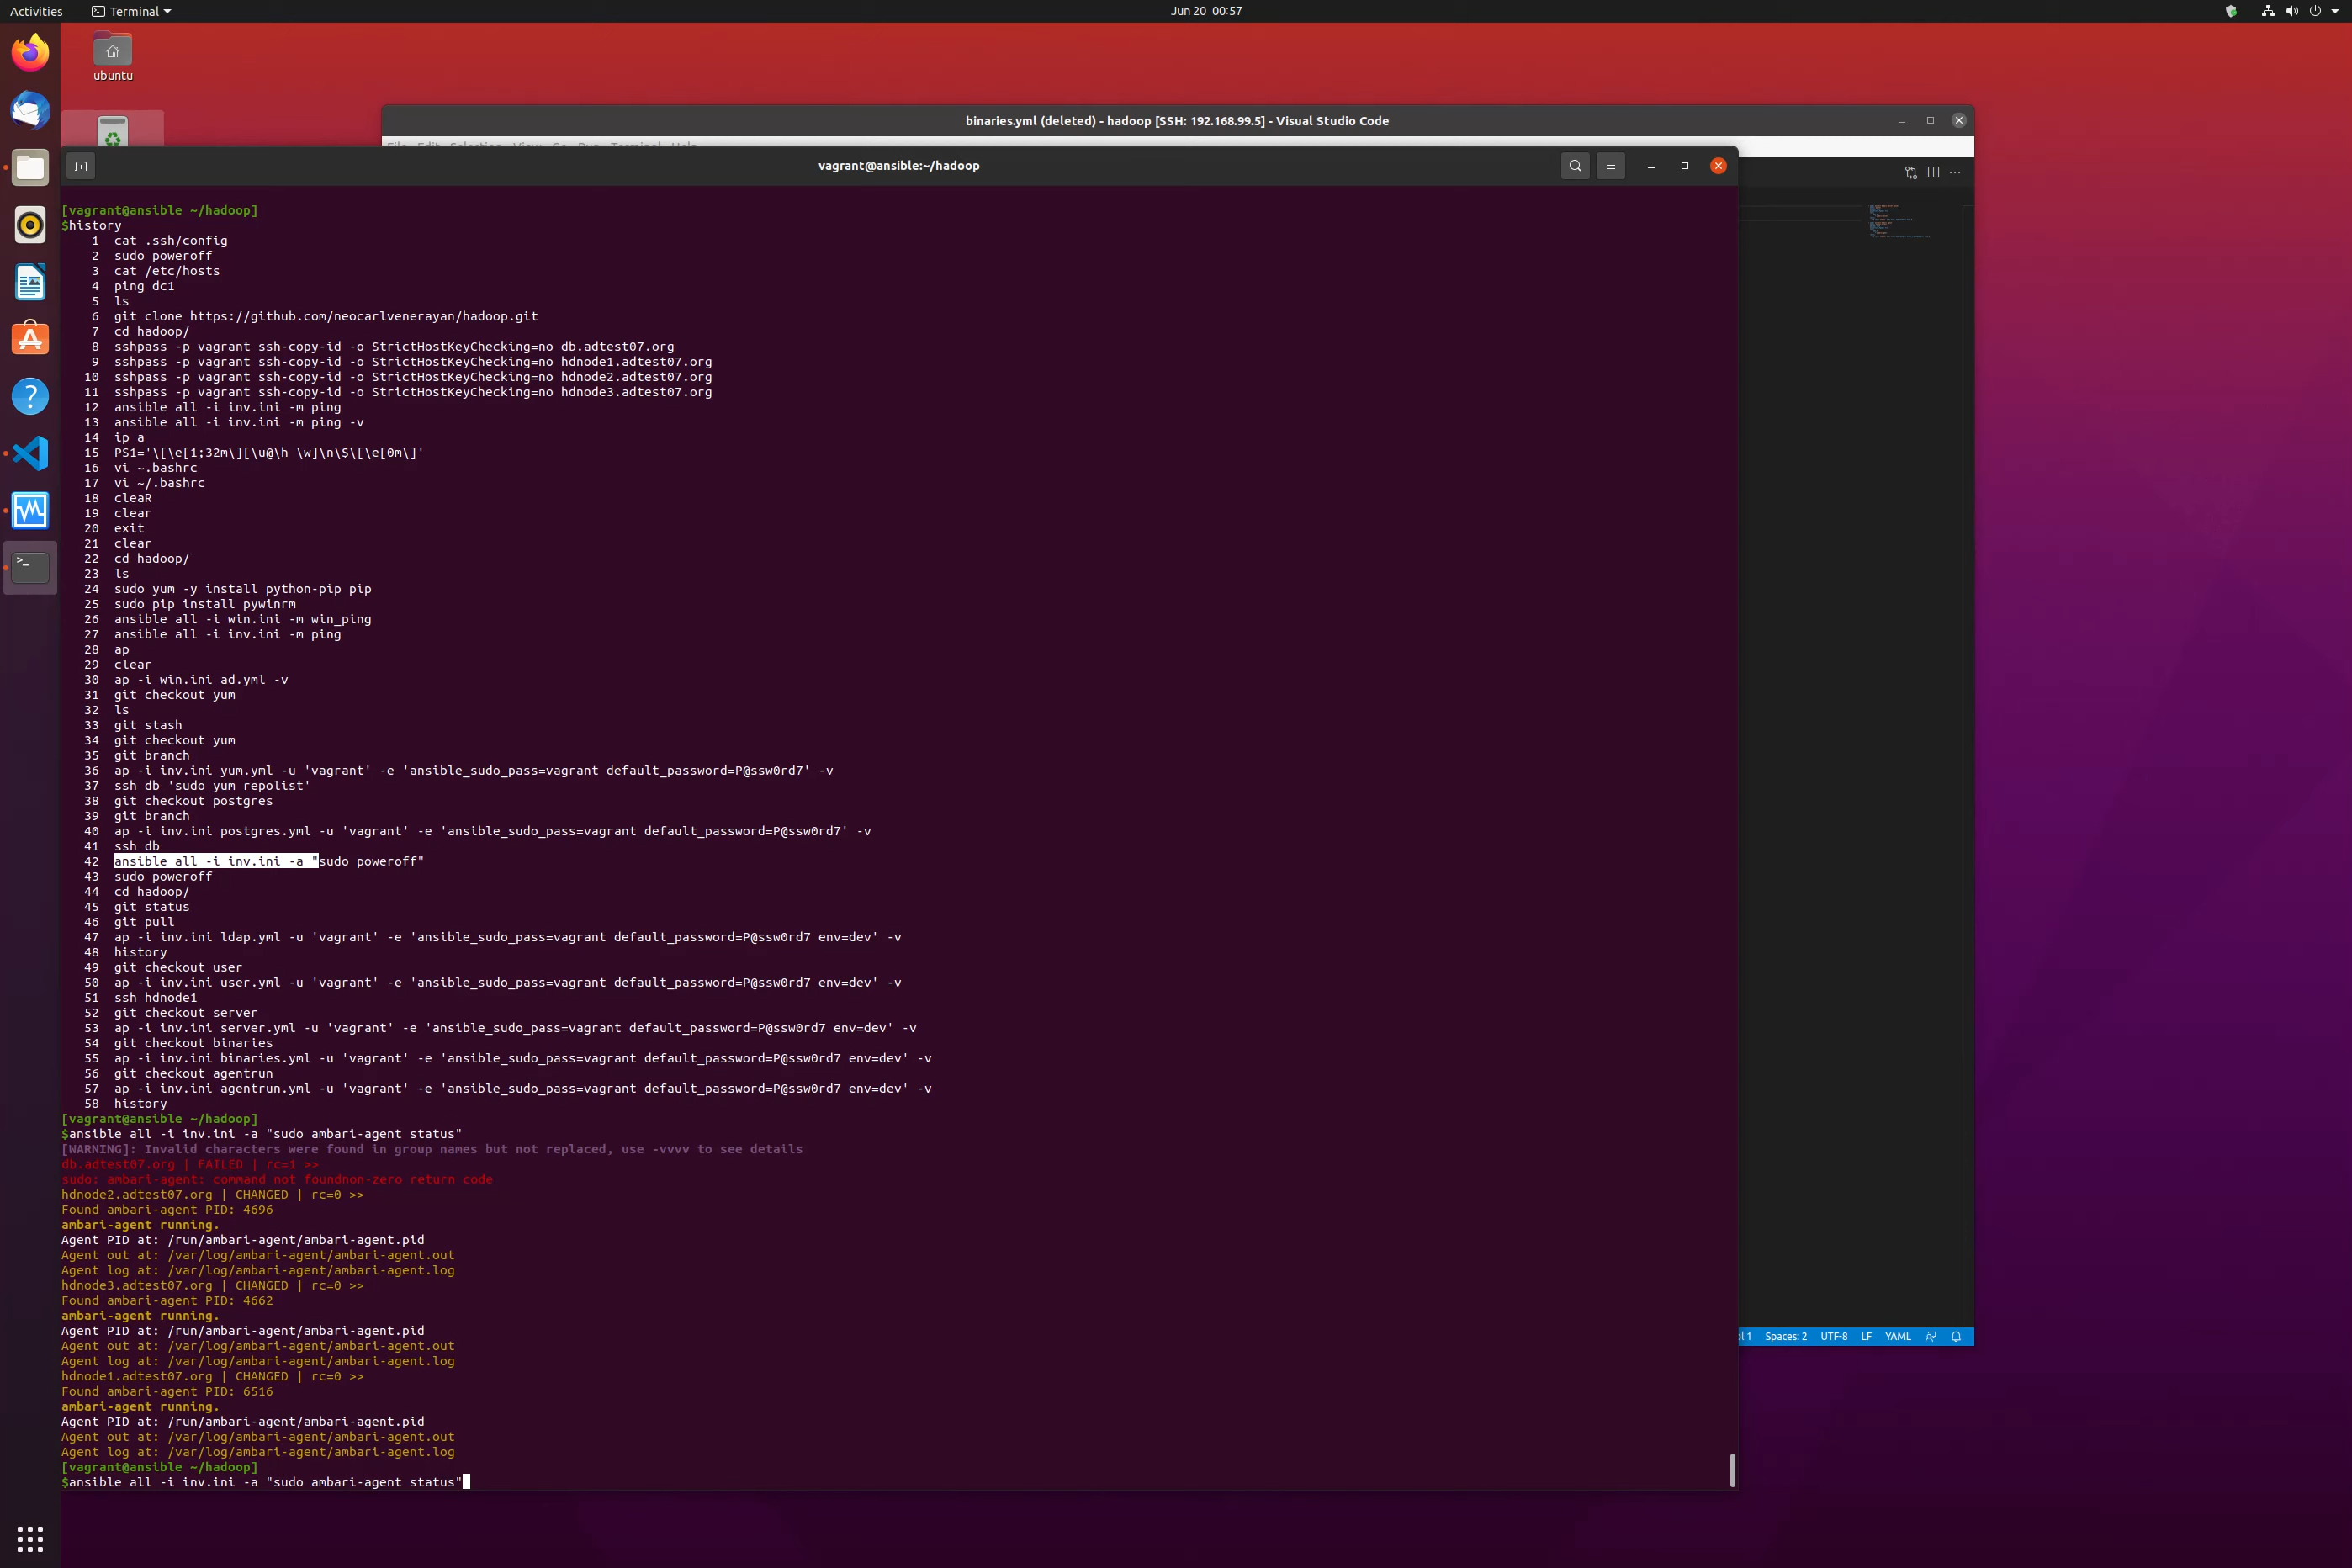 Activities Terminal Jun 20 00:57
ubuntu
binaries.yml (deleted) - hadoop [SSH: 192.168.99.5] - Visual Studio Code
File Edit Selection View Go Run Terminal Help
vagrant@ansible:~/hadoop
[vagrant@ansible ~/hadoop]
$history
1 cat .ssh/config
2 sudo poweroff
3 cat /etc/hosts
4 ping dc1
5 ls
6 git clone https://github.com/neocarlvenerayan/hadoop.git
7 cd hadoop/
8 sshpass -p vagrant ssh-copy-id -o StrictHostKeyChecking=no db.adtest07.org
9 sshpass -p vagrant ssh-copy-id -o StrictHostKeyChecking=no hdnode1.adtest07.org
10 sshpass -p vagrant ssh-copy-id -o StrictHostKeyChecking=no hdnode2.adtest07.org
11 sshpass -p vagrant ssh-copy-id -o StrictHostKeyChecking=no hdnode3.adtest07.org
12 ansible all -i inv.ini -m ping
13 ansible all -i inv.ini -m ping -v
14 ip a
15 PS1='\[\e[1;32m\][\u@\h \w]\n\$\[\e[0m\]'
16 vi ~.bashrc
17 vi ~/.bashrc
18 cleaR
19 clear
20 exit
21 clear
22 cd hadoop/
23 ls
24 sudo yum -y install python-pip pip
25 sudo pip install pywinrm
26 ansible all -i win.ini -m win_ping
27 ansible all -i inv.ini -m ping
28 ap
29 clear
30 ap -i win.ini ad.yml -v
31 git checkout yum
32 ls
33 git stash
34 git checkout yum
35 git branch
36 ap -i inv.ini yum.yml -u 'vagrant' -e 'ansible_sudo_pass=vagrant default_password=P@ssw0rd7' -v
37 ssh db 'sudo yum repolist'
38 git checkout postgres
39 git branch
40 ap -i inv.ini postgres.yml -u 'vagrant' -e 'ansible_sudo_pass=vagrant default_password=P@ssw0rd7' -v
41 ssh db
42 ansible all -i inv.ini -a "sudo poweroff"
43 sudo poweroff
44 cd hadoop/
45 git status
46 git pull
47 ap -i inv.ini ldap.yml -u 'vagrant' -e 'ansible_sudo_pass=vagrant default_password=P@ssw0rd7 env=dev' -v
48 history
49 git checkout user
50 ap -i inv.ini user.yml -u 'vagrant' -e 'ansible_sudo_pass=vagrant default_password=P@ssw0rd7 env=dev' -v
51 ssh hdnode1
52 git checkout server
53 ap -i inv.ini server.yml -u 'vagrant' -e 'ansible_sudo_pass=vagrant default_password=P@ssw0rd7 env=dev' -v
54 git checkout binaries
55 ap -i inv.ini binaries.yml -u 'vagrant' -e 'ansible_sudo_pass=vagrant default_password=P@ssw0rd7 env=dev' -v
56 git checkout agentrun
57 ap -i inv.ini agentrun.yml -u 'vagrant' -e 'ansible_sudo_pass=vagrant default_password=P@ssw0rd7 env=dev' -v
58 history
[vagrant@ansible ~/hadoop]
$ansible all -i inv.ini -a "sudo ambari-agent status"
[WARNING]: Invalid characters were found in group names but not replaced, use -vvvv to see details
db.adtest07.org | FAILED | rc=1 >>
sudo: ambari-agent: command not foundnon-zero return code
hdnode2.adtest07.org | CHANGED | rc=0 >>
Found ambari-agent PID: 4696
ambari-agent running.
Agent PID at: /run/ambari-agent/ambari-agent.pid
Agent out at: /var/log/ambari-agent/ambari-agent.out
Agent log at: /var/log/ambari-agent/ambari-agent.log
hdnode3.adtest07.org | CHANGED | rc=0 >>
Found ambari-agent PID: 4662
ambari-agent running.
Agent PID at: /run/ambari-agent/ambari-agent.pid
Agent out at: /var/log/ambari-agent/ambari-agent.out
Agent log at: /var/log/ambari-agent/ambari-agent.log
hdnode1.adtest07.org | CHANGED | rc=0 >>
Found ambari-agent PID: 6516
ambari-agent running.
Agent PID at: /run/ambari-agent/ambari-agent.pid
Agent out at: /var/log/ambari-agent/ambari-agent.out
Agent log at: /var/log/ambari-agent/ambari-agent.log
[vagrant@ansible ~/hadoop]
$ansible all -i inv.ini -a "sudo ambari-agent status"
ol 1 Spaces: 2 UTF-8 LF YAML